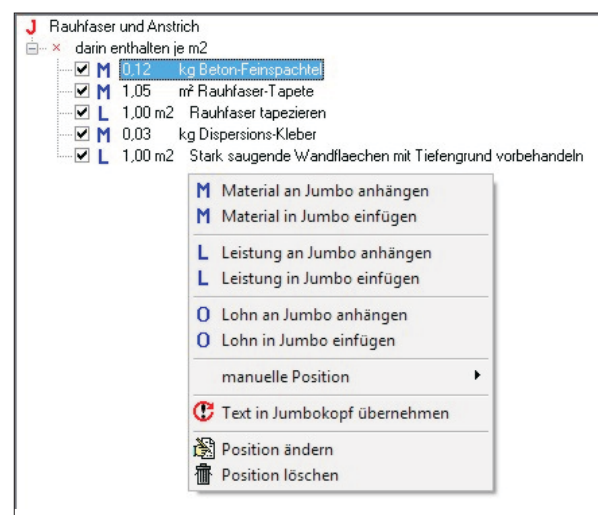 J Rauhfaser und Anstrich
× darin enthalten je m2
M 0,12 kg Beton-Feinspachtel
M 1,05 m² Rauhfaser-Tapete
L 1,00 m2 Rauhfaser tapezieren
M 0,03 kg Dispersions-Kleber
L 1,00 m2 Stark saugende Wandflaechen mit Tiefengrund vorbehandeln
M Material an Jumbo anhängen
M Material in Jumbo einfügen
L Leistung an Jumbo anhängen
L Leistung in Jumbo einfügen
O Lohn an Jumbo anhängen
O Lohn in Jumbo einfügen
manuelle Position
Text in Jumbokopf übernehmen
Position ändern
Position löschen